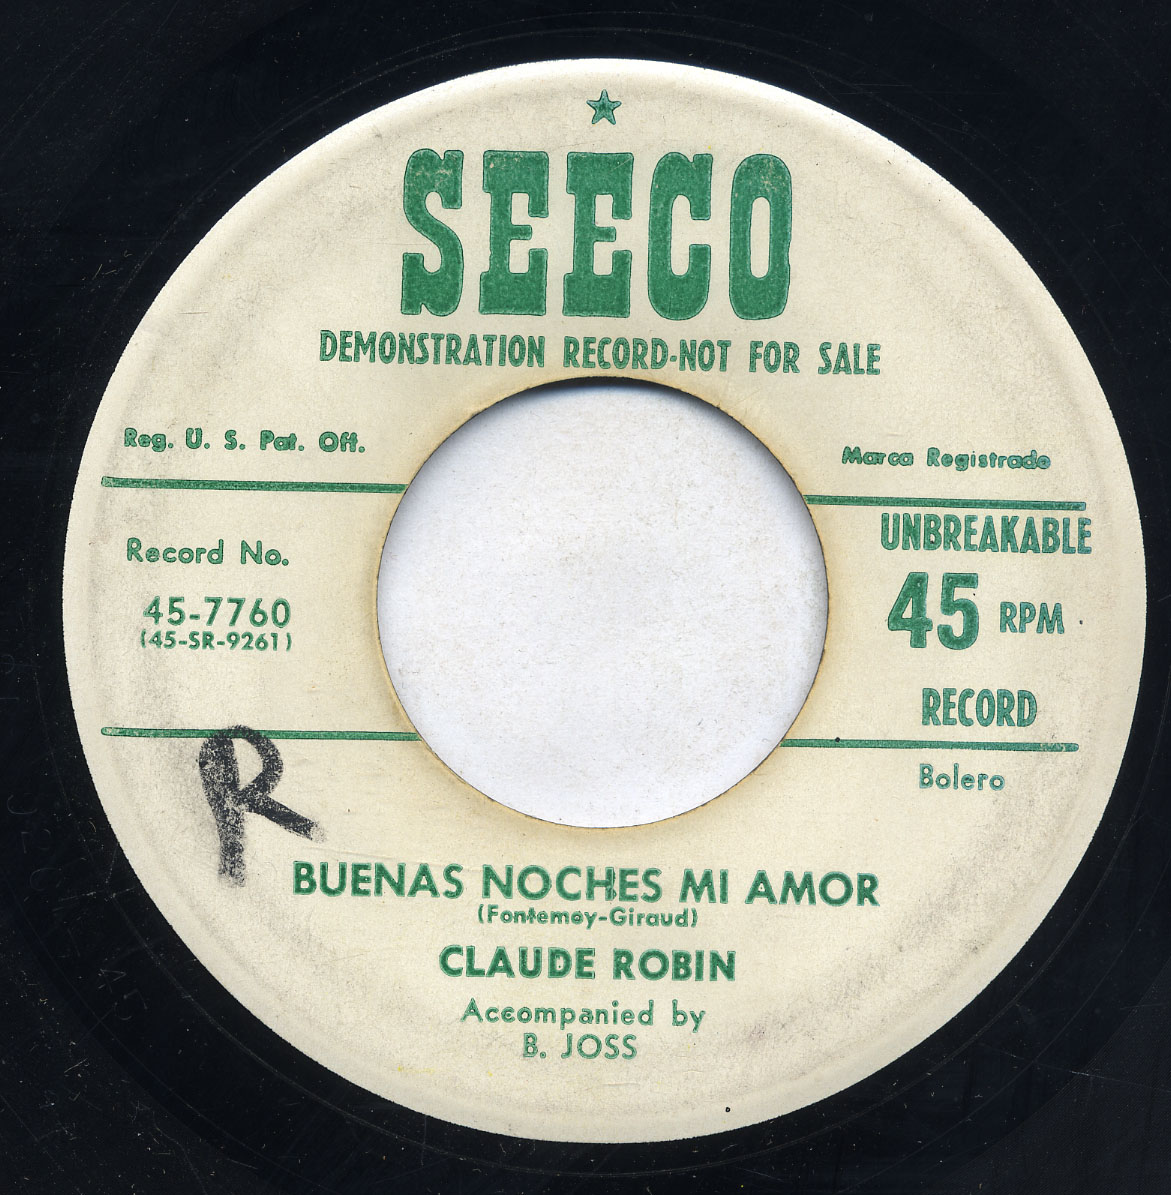 SEECO
DEMONSTRATION RECORD-NOT FOR SALE
Reg. U. S. Pat. Off.
Marca Registrada
Record No.
45-7760
(45-SR-9261)
UNBREAKABLE
45 RPM
RECORD
Bolero
R
BUENAS NOCHES MI AMOR
(Fontemoy-Giraud)
CLAUDE ROBIN
Accompanied by
B. JOSS